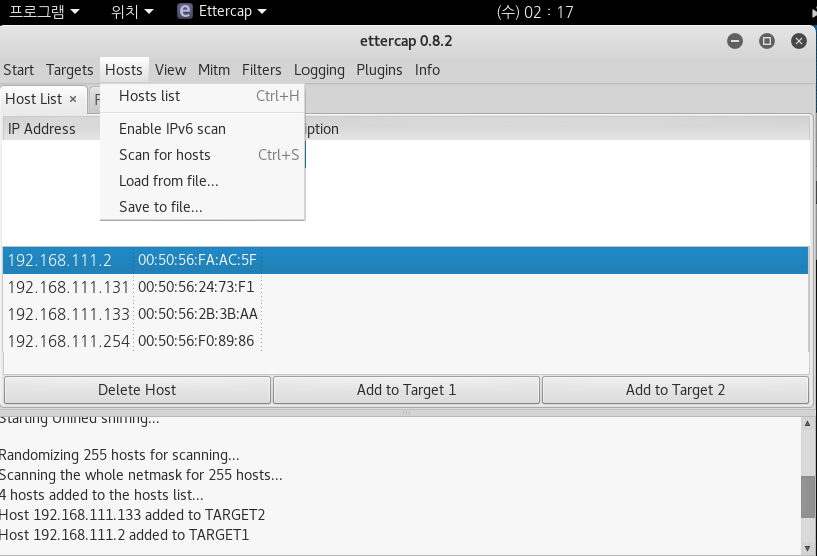 프로그램 위치 Ettercap (수) 02 : 17
ettercap 0.8.2
Start Targets Hosts View Mitm Filters Logging Plugins Info
Host List ×
Hosts list Ctrl+H
IP Address
Enable IPv6 scan
Scan for hosts Ctrl+S
Load from file...
Save to file...
192.168.111.2 00:50:56:FA:AC:5F
192.168.111.131 00:50:56:24:73:F1
192.168.111.133 00:50:56:2B:3B:AA
192.168.111.254 00:50:56:F0:89:86
Delete Host Add to Target 1 Add to Target 2
Starting Unified sniffing...
Randomizing 255 hosts for scanning...
Scanning the whole netmask for 255 hosts...
4 hosts added to the hosts list...
Host 192.168.111.133 added to TARGET2
Host 192.168.111.2 added to TARGET1